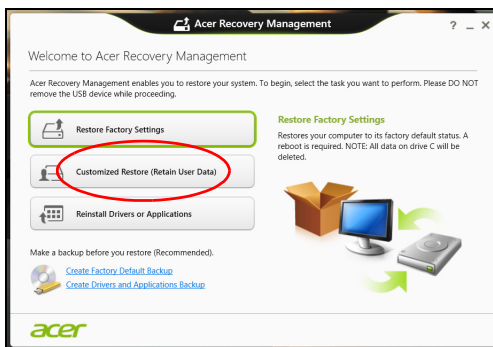 Acer Recovery Management
? _ X
Welcome to Acer Recovery Management
Acer Recovery Management enables you to restore your system. To begin, select the task you want to perform. Please DO NOT
remove the USB device while proceeding.
Restore Factory Settings
Customized Restore (Retain User Data)
Reinstall Drivers or Applications
Make a backup before you restore (Recommended).
Create Factory Default Backup
Create Drivers and Applications Backup
Restore Factory Settings
Restores your computer to its factory default status. A
reboot is required. NOTE: All data on drive C will be
deleted.
acer